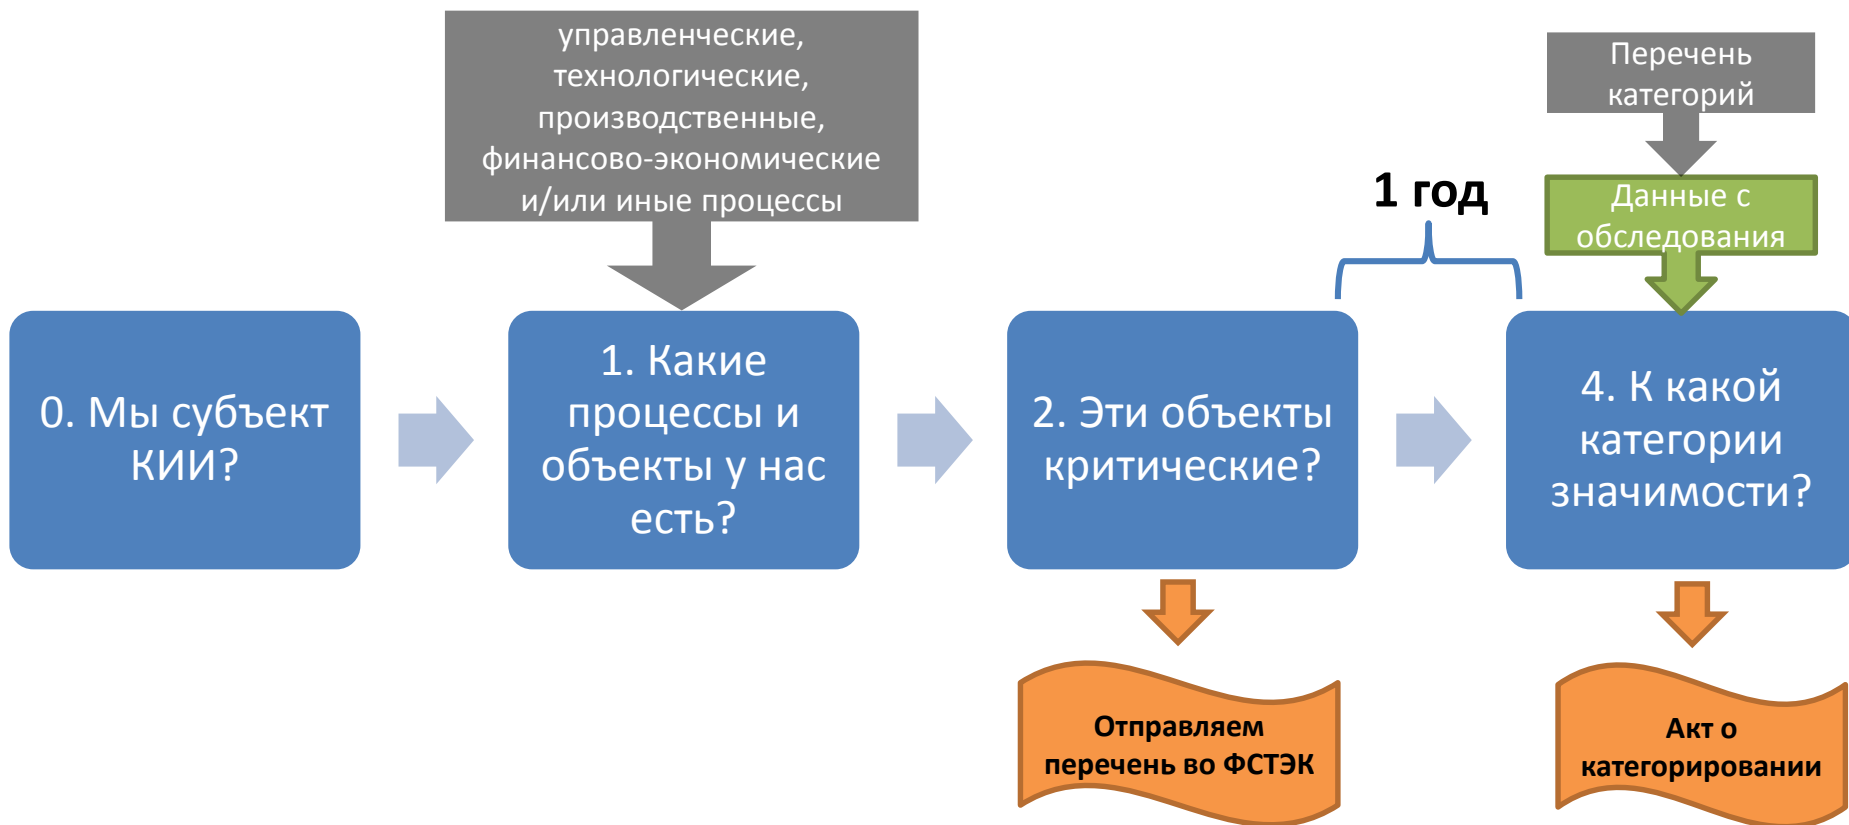 управленческие,
технологические,
производственные,
финансово-экономические
и/или иные процессы
Перечень
категорий
1 год
Данные с
обследования
0. Мы субъект
КИИ?
1. Какие
процессы и
объекты у нас
есть?
2. Эти объекты
критические?
4. К какой
категории
значимости?
Отправляем
перечень во ФСТЭК
Акт о
категорировании